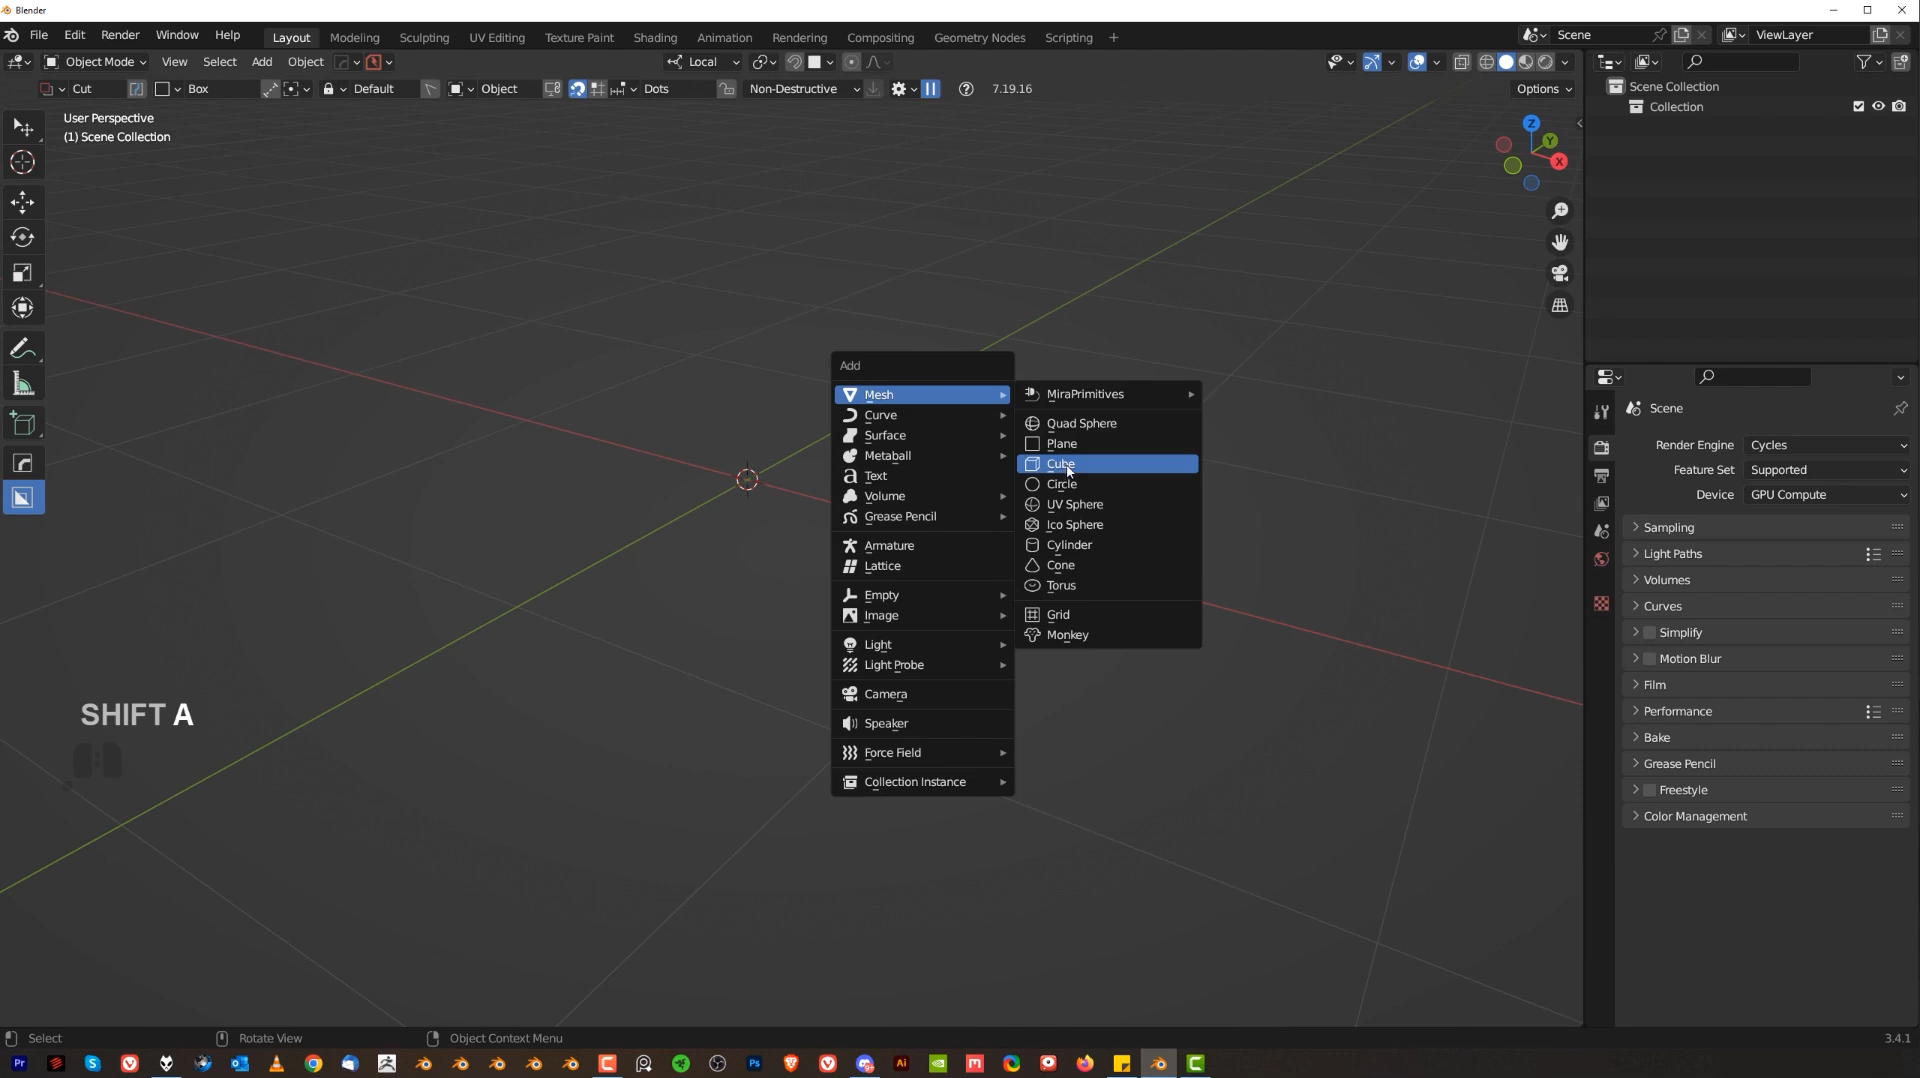 Blender
File Edit Render Window Help Layout Modeling Sculpting UV Editing Texture Paint Shading Animation Rendering Compositing Geometry Nodes Scripting + Scene ViewLayer
Object Mode View Select Add Object Local
Cut Box Default Object Dots Non-Destructive 7.19.16 Options
User Perspective
(1) Scene Collection
Scene Collection
Collection
Z
Y
X
Add
Mesh
Curve
Surface
Metaball
Text
Volume
Grease Pencil
Armature
Lattice
Empty
Image
Light
Light Probe
Camera
Speaker
Force Field
Collection Instance
MiraPrimitives
Quad Sphere
Plane
Cube
Circle
UV Sphere
Ico Sphere
Cylinder
Cone
Torus
Grid
Monkey
SHIFT A
Scene
Render Engine Cycles
Feature Set Supported
Device GPU Compute
Sampling
Light Paths
Volumes
Curves
Simplify
Motion Blur
Film
Performance
Bake
Grease Pencil
Freestyle
Color Management
Select Rotate View Object Context Menu 3.4.1
Pr Ps Ai